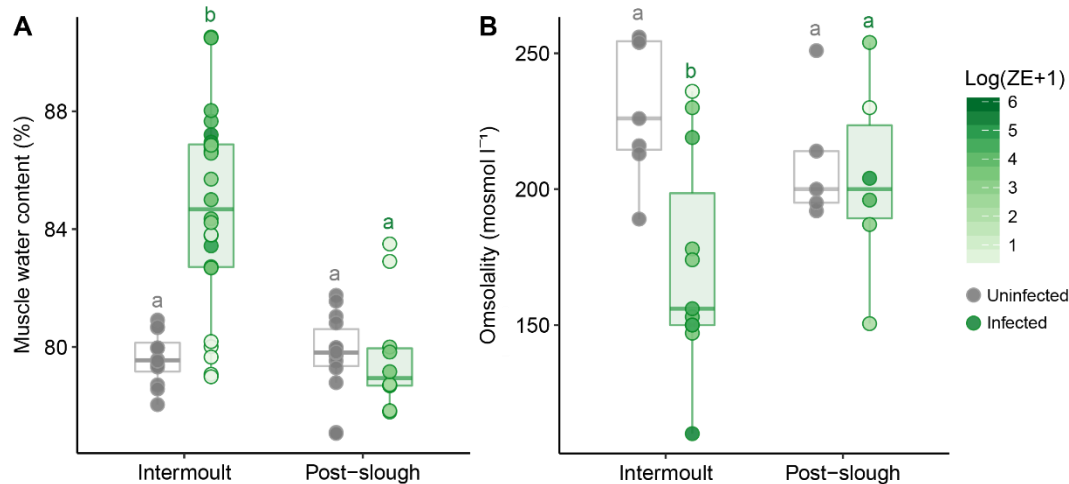 A
Muscle water content (%)
88
84
80
a
b
a
a
Intermoult
Post–slough
B
Omsolality (mosmol l⁻¹)
250
200
150
a
b
a
a
Intermoult
Post–slough
Log(ZE+1)
6
5
4
3
2
1
Uninfected
Infected